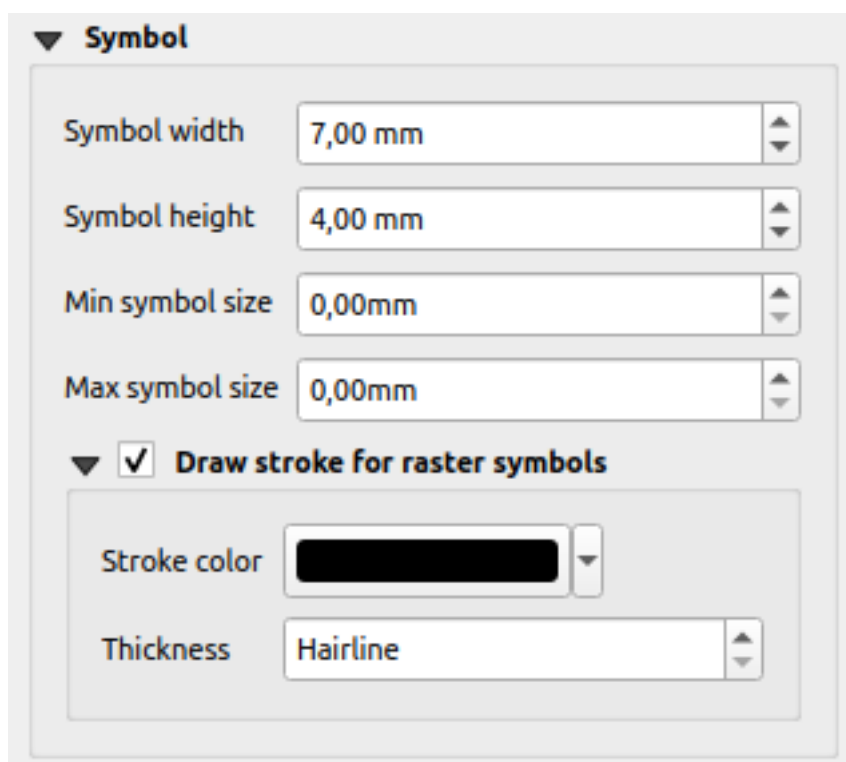 Symbol
Symbol width 7,00 mm
Symbol height 4,00 mm
Min symbol size 0,00mm
Max symbol size 0,00mm
Draw stroke for raster symbols
Stroke color
Thickness Hairline